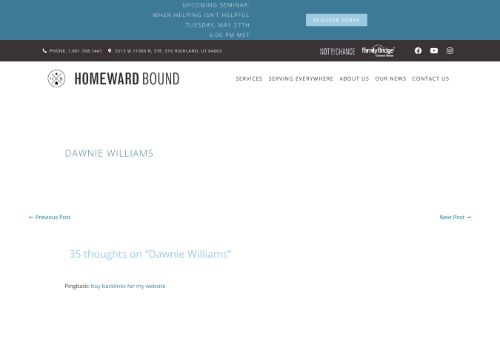 UPCOMING SEMINAR:
WHEN HELPING ISN'T HELPFUL
TUESDAY, MAY 27TH
6:00 PM MST
REGISTER TODAY
PHONE: 1.801.768.1441 5513 W 11000 N, STE. 316 HIGHLAND, UT 84003
NOT BY CHANCE FamilyBridge
HOMEWARD BOUND
SERVICES SERVING EVERYWHERE ABOUT US OUR NEWS CONTACT US
DAWNIE WILLIAMS
← Previous Post Next Post →
35 thoughts on “Dawnie Williams”
Pingback: buy backlinks for my website